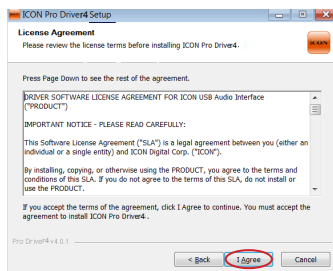 ICON Pro Driver4 Setup
License Agreement
Please review the license terms before installing ICON Pro Driver4.
ICON
Press Page Down to see the rest of the agreement.
DRIVER SOFTWARE LICENSE AGREEMENT FOR ICON USB Audio Interface
("PRODUCT")
IMPORTANT NOTICE - PLEASE READ CAREFULLY:
This Software License Agreement ("SLA") is a legal agreement between you (either an
individual or a single entity) and ICON Digital Corp. ("ICON").
By installing, copying, or otherwise using the PRODUCT, you agree to the terms and
conditions of this SLA. If you do not agree to the terms of this SLA, do not install or
use the PRODUCT.
If you accept the terms of the agreement, click I Agree to continue. You must accept the
agreement to install ICON Pro Driver4.
Pro Driver4 v4.0.1
< Back
I Agree
Cancel